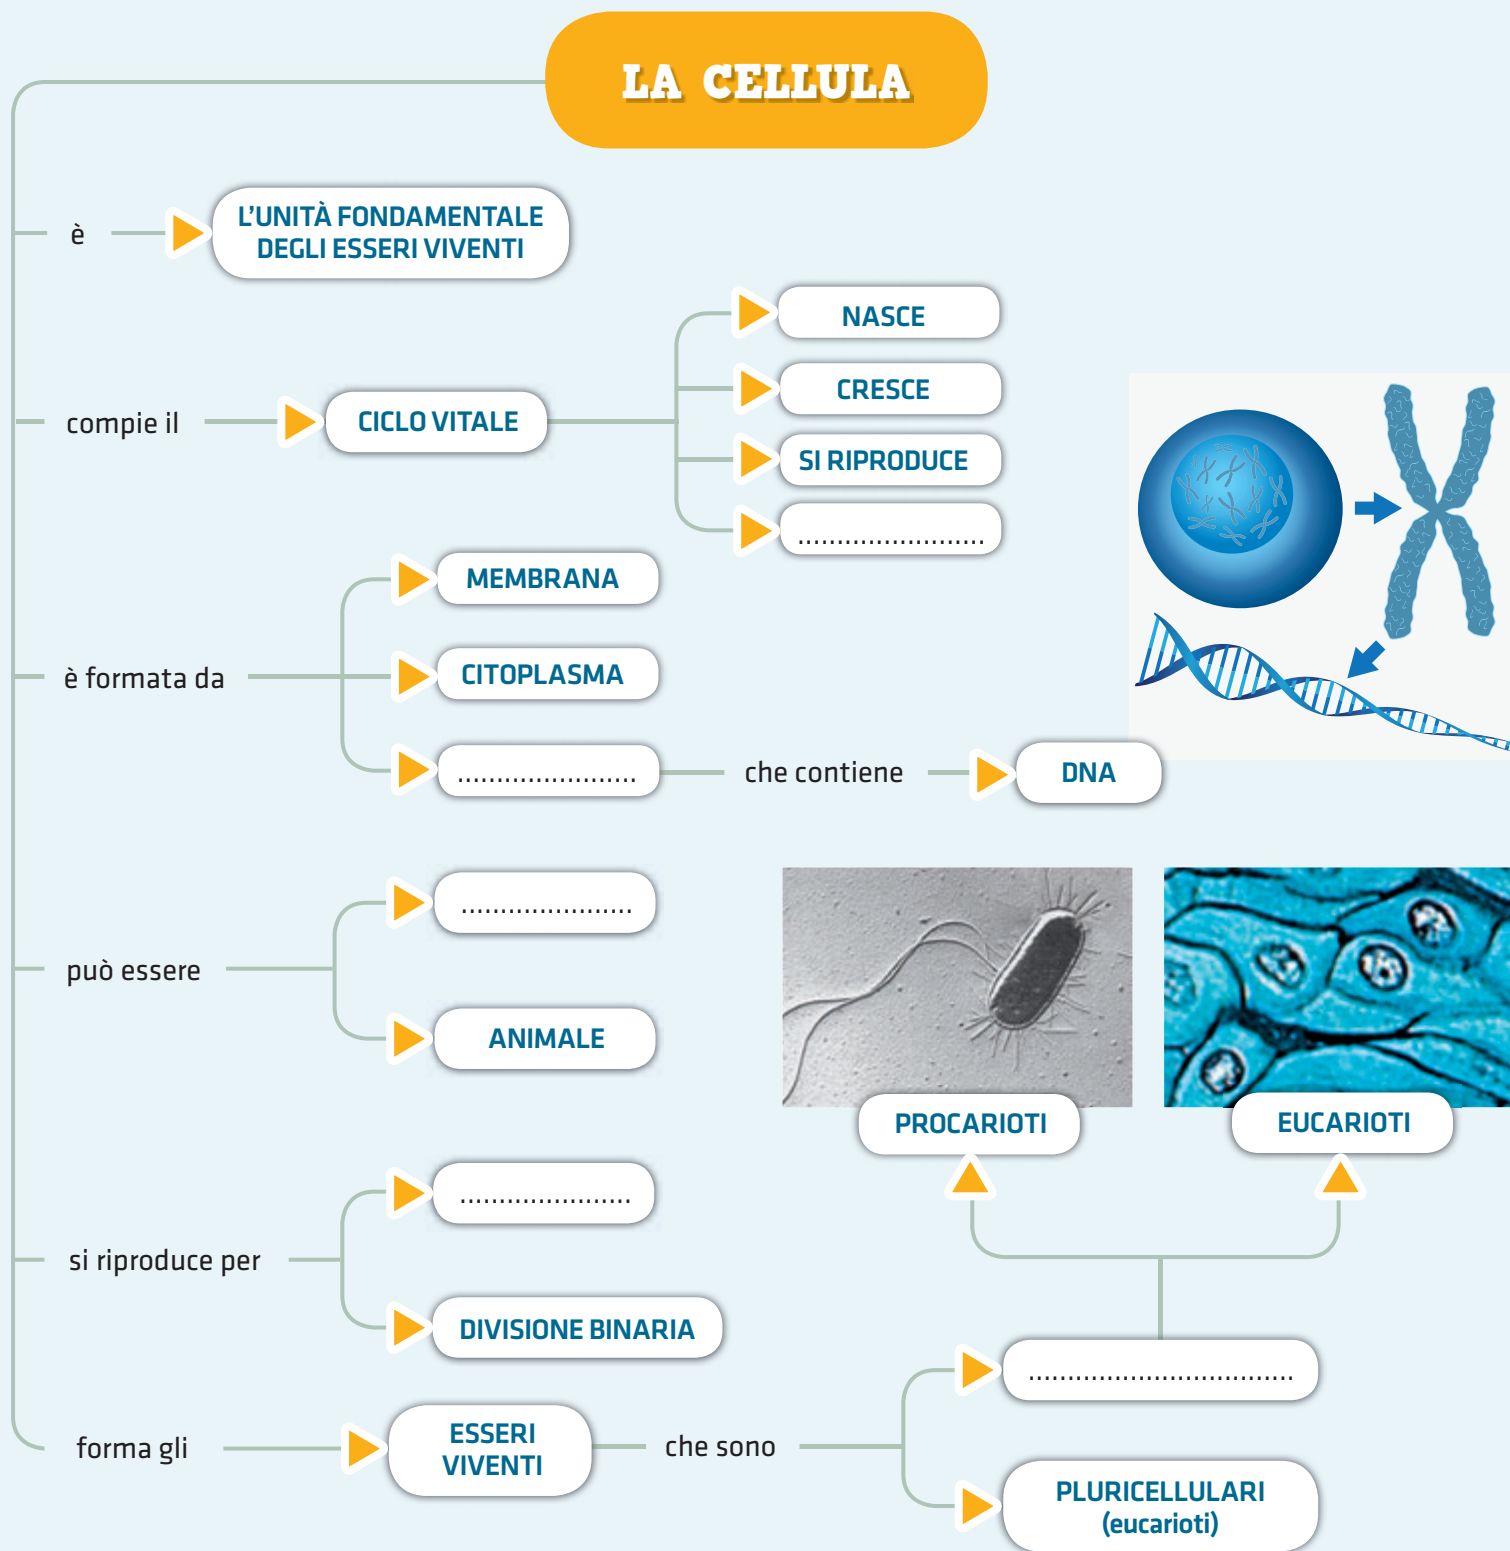 LA CELLULA
è
L'UNITÀ FONDAMENTALE
DEGLI ESSERI VIVENTI
compie il
CICLO VITALE
NASCE
CRESCE
SI RIPRODUCE
........................
è formata da
MEMBRANA
CITOPLASMA
.......................
che contiene
DNA
può essere
......................
ANIMALE
PROCARIOTI
EUCARIOTI
si riproduce per
......................
DIVISIONE BINARIA
forma gli
ESSERI
VIVENTI
che sono
..................................
PLURICELLULARI
(eucarioti)